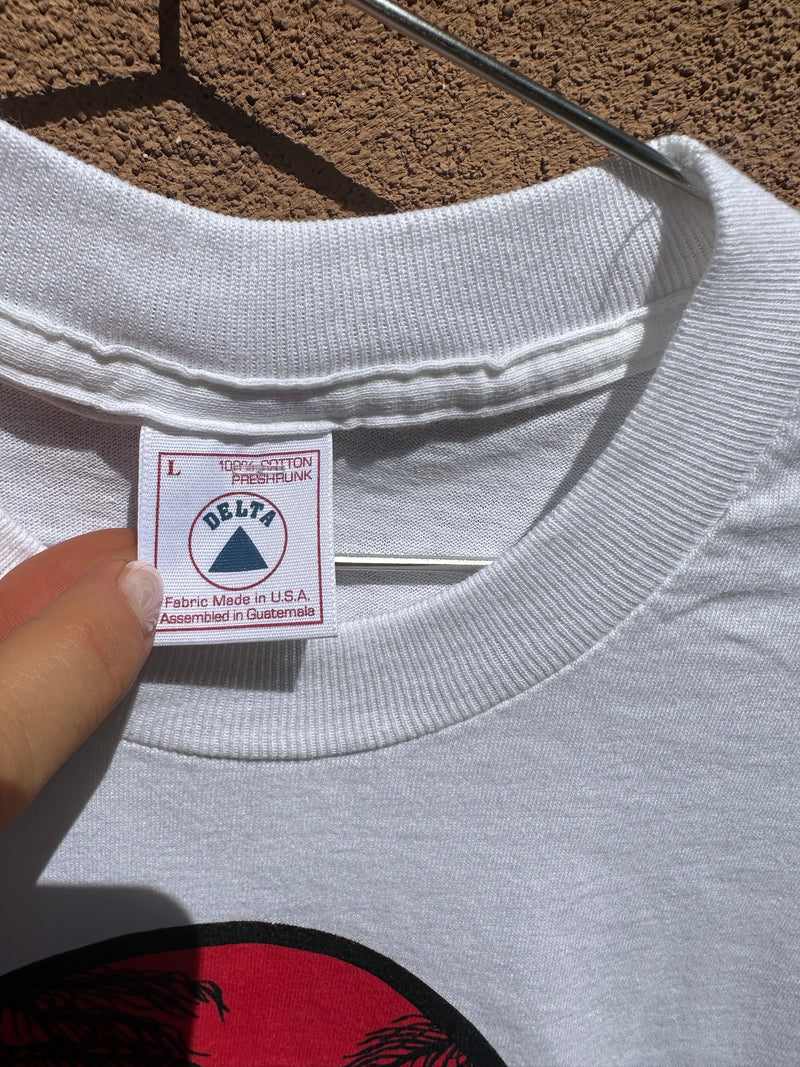 L
100% COTTON
PRESHRUNK
DELTA
Fabric Made in U.S.A.
Assembled in Guatemala